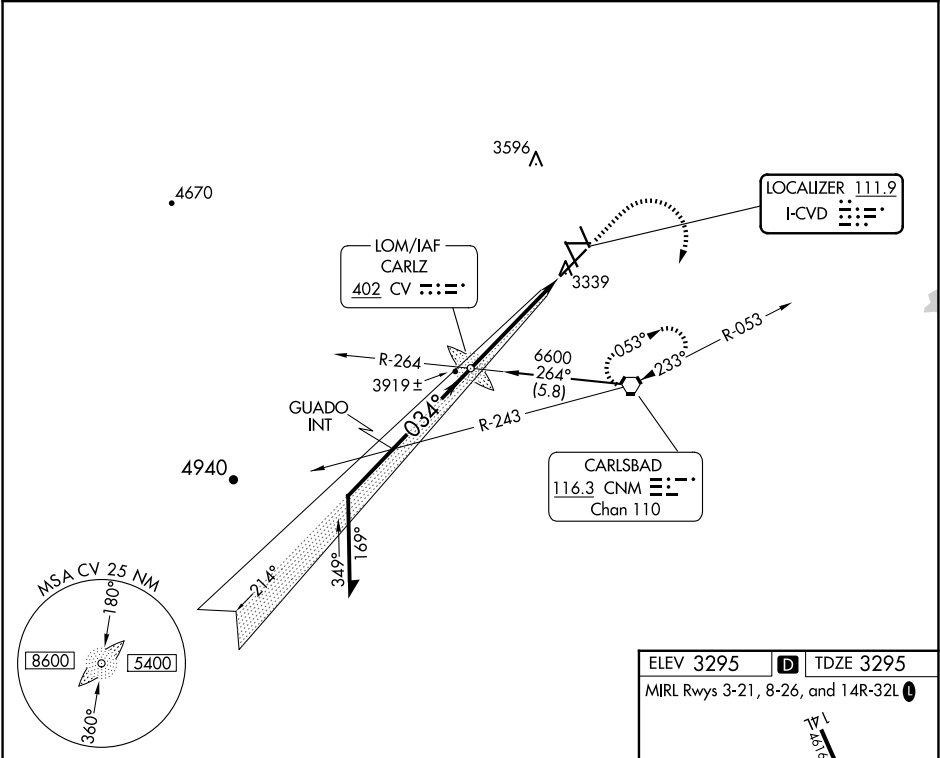 3596
4670
LOCALIZER 111.9
I-CVD
LOM/IAF
CARLZ
402 CV
3339
R-053
053°
233°
R-264
6600
264°
(5.8)
3919 ±
034°
GUADO
INT
R-243
4940
CARLSBAD
116.3 CNM
Chan 110
349°
169°
214°
MSA CV 25 NM
180°
8600
5400
360°
ELEV 3295
D
TDZE 3295
MIRL Rwys 3-21, 8-26, and 14R-32L L
14L
4616